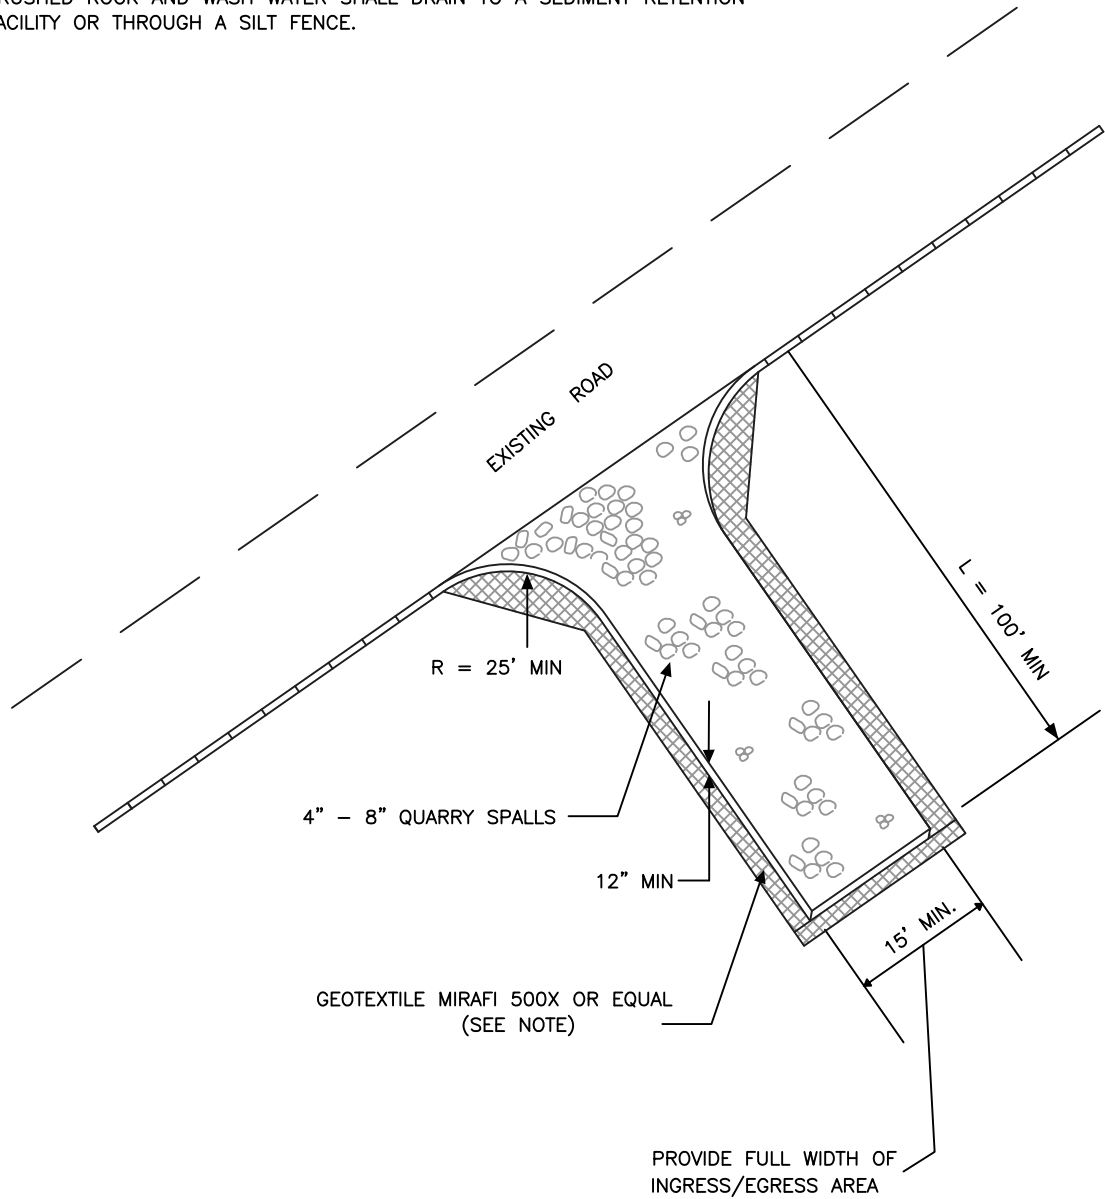 RUSHED ROCK AND WASH WATER SHALL DRAIN TO A SEDIMENT RETENTION
ACILITY OR THROUGH A SILT FENCE.
EXISTING ROAD
L = 100' MIN
R = 25' MIN
4" – 8" QUARRY SPALLS
12" MIN
15' MIN.
GEOTEXTILE MIRAFI 500X OR EQUAL
(SEE NOTE)
PROVIDE FULL WIDTH OF
INGRESS/EGRESS AREA